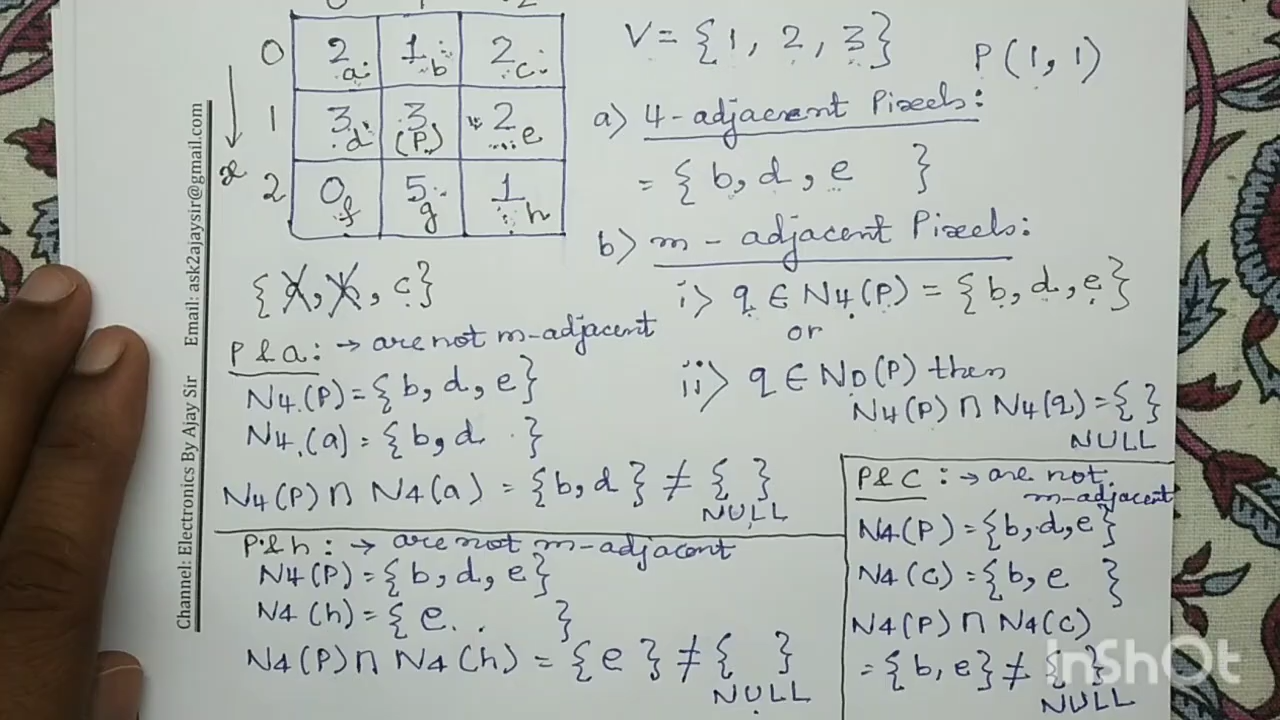 0 2 a 1 b 2 c
1 3 d 3 (P) 2 e
x 2 0 f 5 g 1 h
V = {1, 2, 3} P(1, 1)
a) 4-adjacent Pixels:
= {b, d, e }
b) m-adjacent Pixels:
i) q ∈ N4(P) = {b, d, e}
or
ii) q ∈ ND(P) then
N4(P) ∩ N4(q) = { }
NULL
{ , , c}
P & a: → are not m-adjacent
N4(P) = {b, d, e}
N4(a) = {b, d }
N4(P) ∩ N4(a) = {b, d} ≠ { }
NULL
P & h: → are not m-adjacent
N4(P) = {b, d, e}
N4(h) = {e }
N4(P) ∩ N4(h) = {e} ≠ { }
NULL
P & C: → are not
m-adjacent
N4(P) = {b, d, e}
N4(c) = {b, e }
N4(P) ∩ N4(c)
= {b, e} ≠ { }
NULL
Channel: Electronics By Ajay Sir Email: ask2ajaysir@gmail.com
InShOt